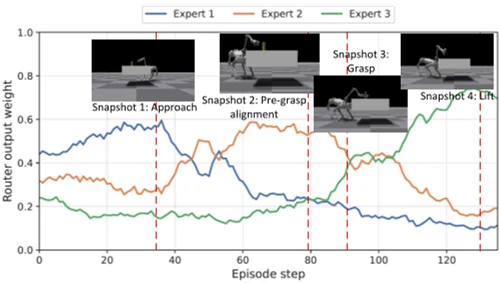 Expert 1 Expert 2 Expert 3
Router output weight
1.0
0.8
0.6
0.4
0.2
0.0
Snapshot 1: Approach
Snapshot 2: Pre-grasp
alignment
Snapshot 3:
Grasp
Snapshot 4: Lift
0 20 40 60 80 100 120
Episode step